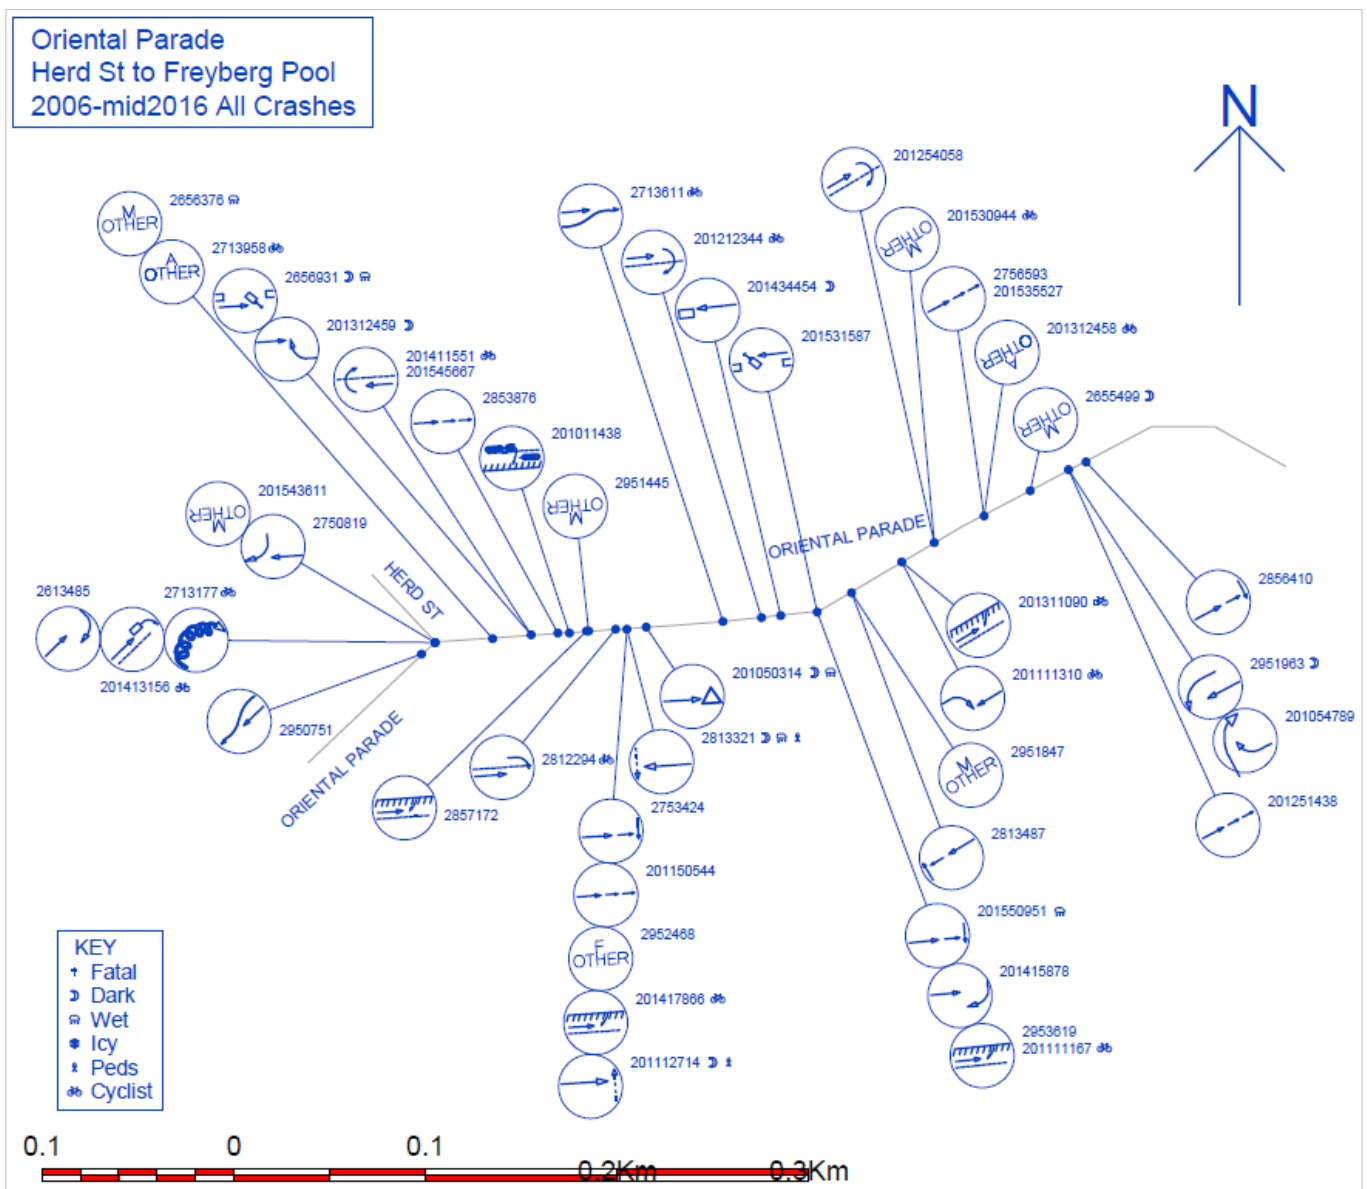 Oriental Parade
Herd St to Freyberg Pool
2006-mid2016 All Crashes
N
2656376
M
OTHER
2713958
A
OTHER
2656931
201312459
201411551
201545667
2853876
201011438
2951445
M
OTHER
2713611
201212344
201434454
201531587
201254058
201530944
M
OTHER
2756593
201535527
201312458
A
OTHER
2655499
M
OTHER
201543611
M
OTHER
2750819
2613485
2713177
201413156
2950751
HERD ST
ORIENTAL PARADE
ORIENTAL PARADE
2857172
2812294
201050314
2813321
2753424
201150544
2952468
F
OTHER
201417866
201112714
201311090
201111310
2951847
M
OTHER
2813487
201550951
201415878
2953619
201111167
2856410
2951963
201054789
201251438
KEY
Fatal
Dark
Wet
Icy
Peds
Cyclist
0.1
0
0.1
0.2Km
0.3Km